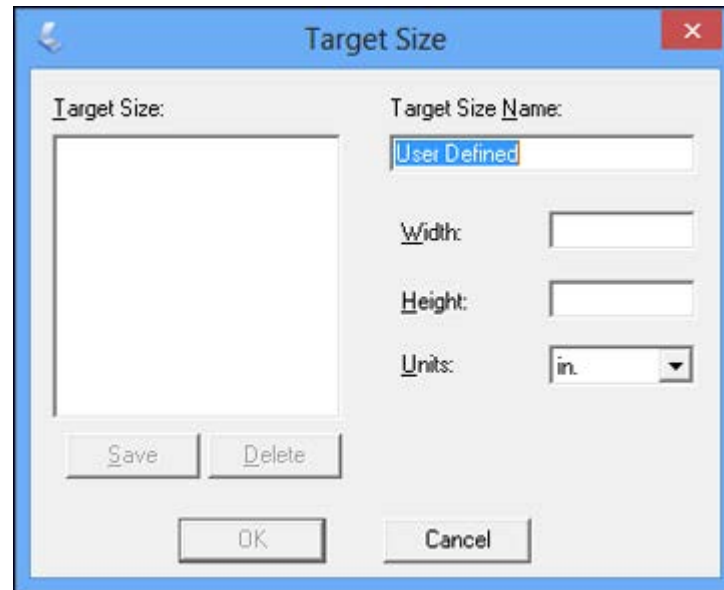 Target Size
Target Size:
Target Size Name:
User Defined
Width:
Height:
Units:
in.
Save
Delete
OK
Cancel